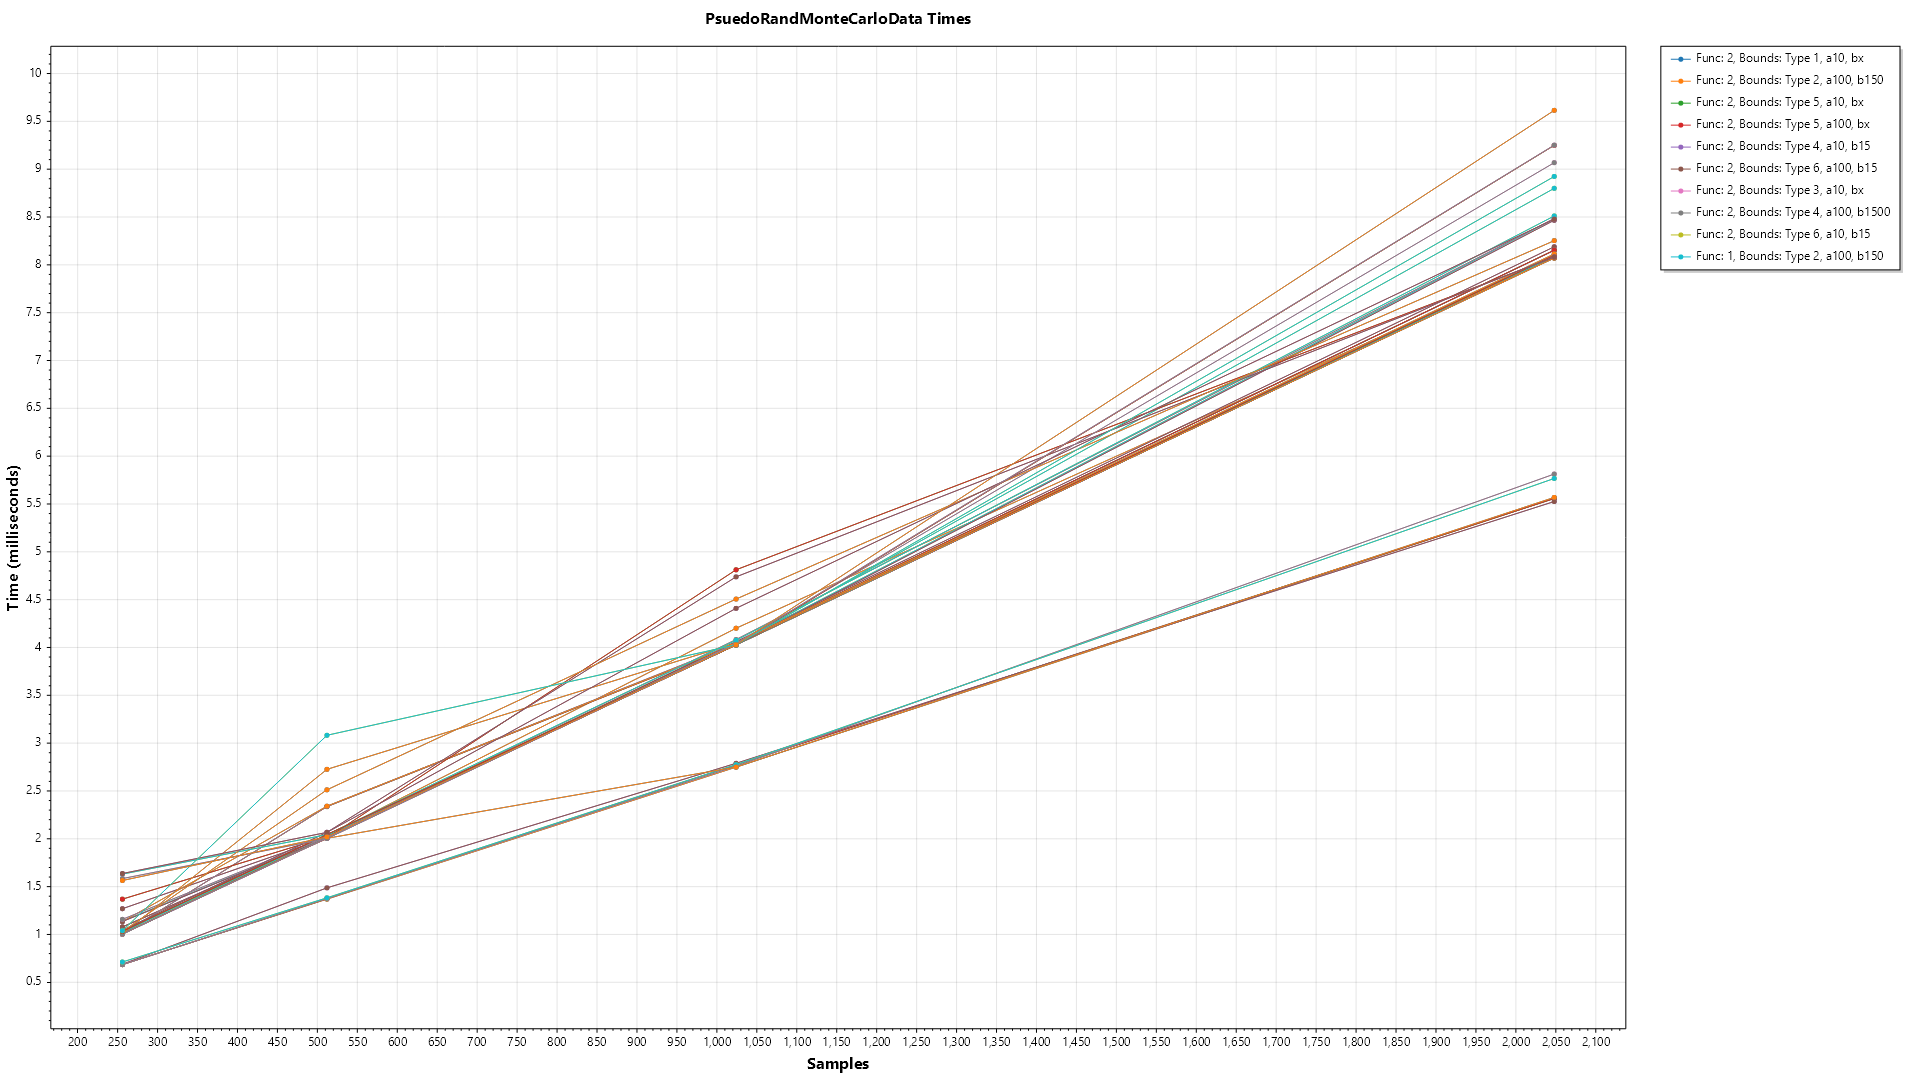 PsuedoRandMonteCarloData Times
10
9.5
9
8.5
8
7.5
7
6.5
6
5.5
5
4.5
4
3.5
3
2.5
2
1.5
1
0.5
Time (milliseconds)
200 250 300 350 400 450 500 550 600 650 700 750 800 850 900 950 1,000 1,050 1,100 1,150 1,200 1,250 1,300 1,350 1,400 1,450 1,500 1,550 1,600 1,650 1,700 1,750 1,800 1,850 1,900 1,950 2,000 2,050 2,100
Samples
Func: 2, Bounds: Type 1, a10, bx
Func: 2, Bounds: Type 2, a100, b150
Func: 2, Bounds: Type 5, a10, bx
Func: 2, Bounds: Type 5, a100, bx
Func: 2, Bounds: Type 4, a10, b15
Func: 2, Bounds: Type 6, a100, b15
Func: 2, Bounds: Type 3, a10, bx
Func: 2, Bounds: Type 4, a100, b1500
Func: 2, Bounds: Type 6, a10, b15
Func: 1, Bounds: Type 2, a100, b150